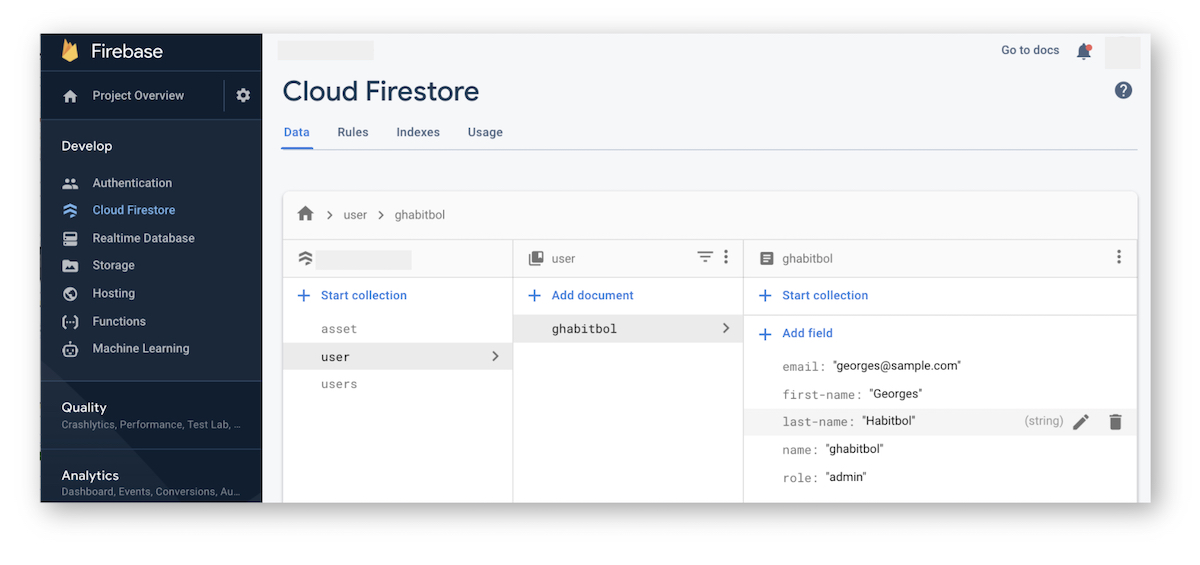 Firebase
Project Overview
Develop
Authentication
Cloud Firestore
Realtime Database
Storage
Hosting
Functions
Machine Learning
Quality
Crashlytics, Performance, Test Lab, ...
Analytics
Dashboard, Events, Conversions, Au...
Go to docs
Cloud Firestore
Data Rules Indexes Usage
user ghabitbol
Start collection
asset
user
users
user
Add document
ghabitbol
ghabitbol
Start collection
Add field
email: "georges@sample.com"
first-name: "Georges"
last-name: "Habitbol" (string)
name: "ghabitbol"
role: "admin"